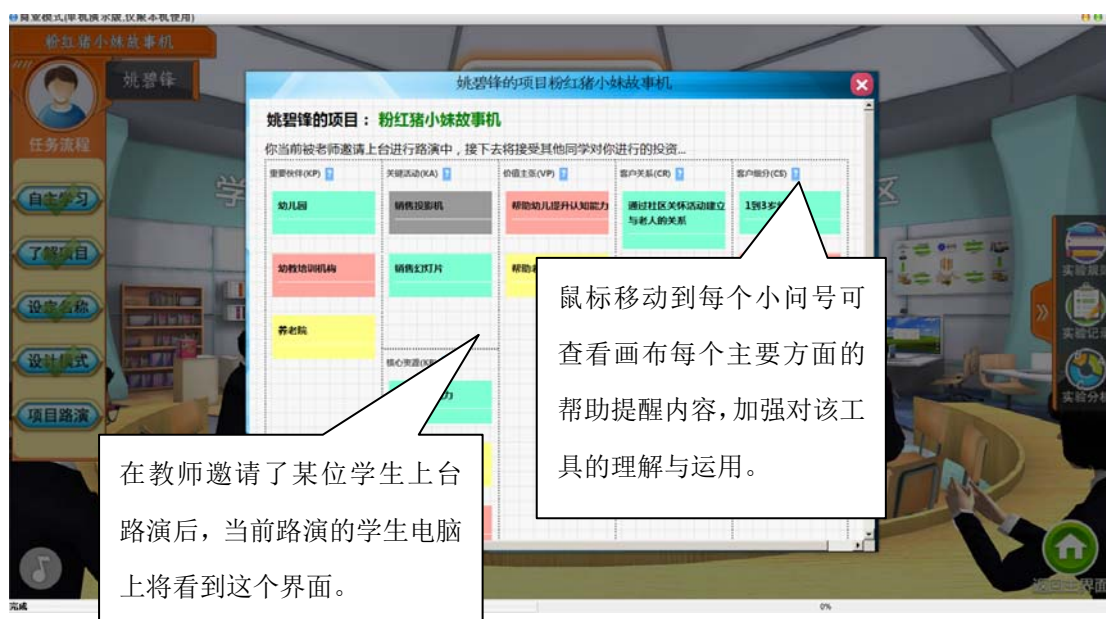 商业模式(单机演示版,仅限本机使用)
粉红猪小妹故事机
姚碧锋
任务流程
自主学习
了解项目
设定名称
设计模式
项目路演
姚碧锋的项目粉红猪小妹故事机
姚碧锋的项目：粉红猪小妹故事机
你当前被老师邀请上台进行路演中，接下去将接受其他同学对你进行的投资...
重要伙伴(KP) ?
关键活动(KA) ?
价值主张(VP) ?
客户关系(CR) ?
客户细分(CS) ?
幼儿园
销售投影机
帮助幼儿提升认知能力
通过社区关怀活动建立
与老人的关系
1到3岁
幼教培训机构
销售幻灯片
帮助
养老院
核心资源
力
鼠标移动到每个小问号可
查看画布每个主要方面的
帮助提醒内容，加强对该工
具的理解与运用。
在教师邀请了某位学生上台
路演后，当前路演的学生电脑
上将看到这个界面。
学
区
实验规则
实验记录
实验分析
返回主界面
完成
0%